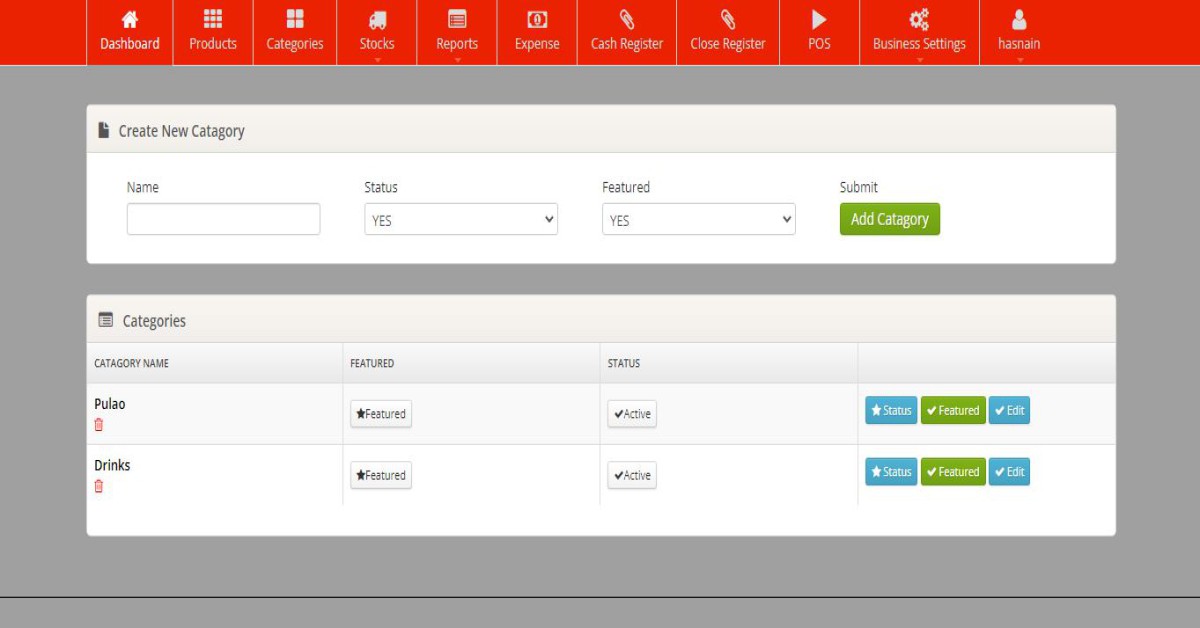 Dashboard Products Categories Stocks Reports Expense Cash Register Close Register POS Business Settings hasnain
Create New Catagory
Name Status Featured Submit
YES YES Add Catagory
Categories
CATAGORY NAME FEATURED STATUS
Pulao Featured Active Status Featured Edit
Drinks Featured Active Status Featured Edit